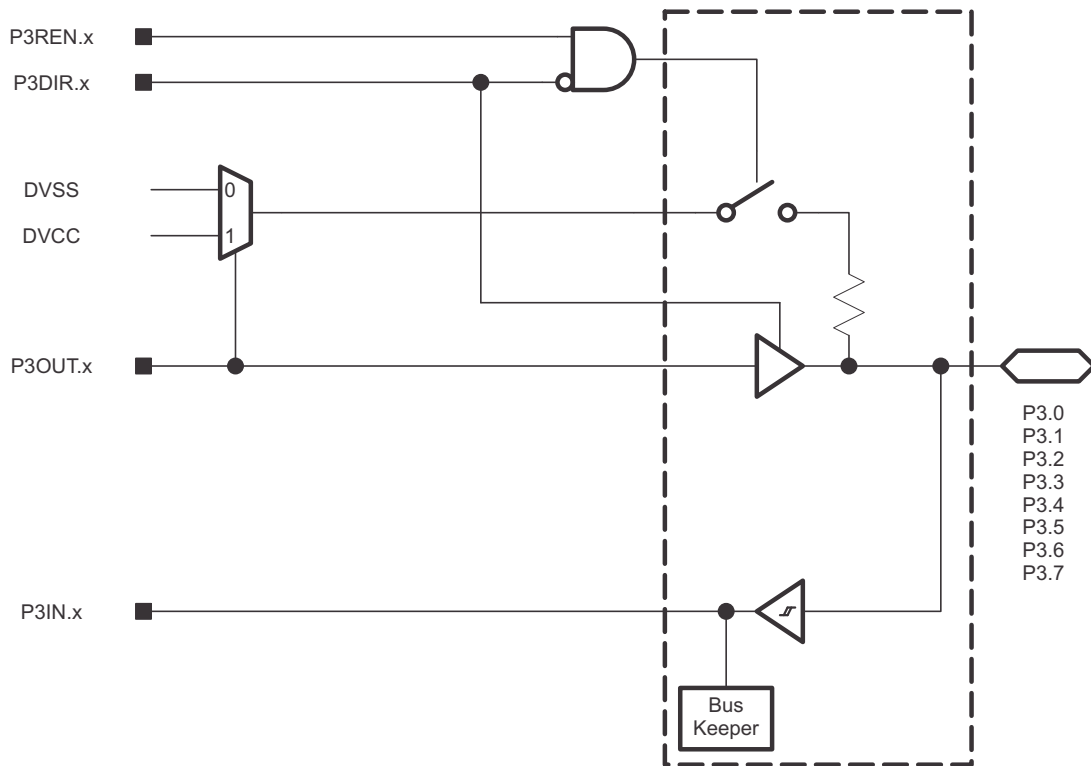 P3REN.x
P3DIR.x
DVSS
0
DVCC
1
P3OUT.x
P3.0
P3.1
P3.2
P3.3
P3.4
P3.5
P3.6
P3.7
P3IN.x
Bus
Keeper